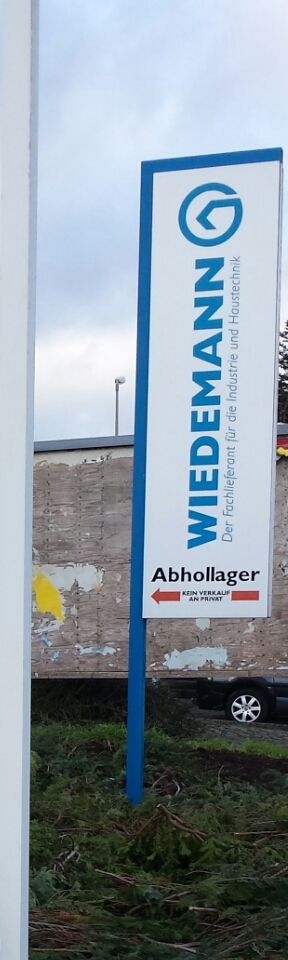 WIEDEMANN
Der Fachlieferant für die Industrie und Haustechnik
Abhollager
KEIN VERKAUF
AN PRIVAT